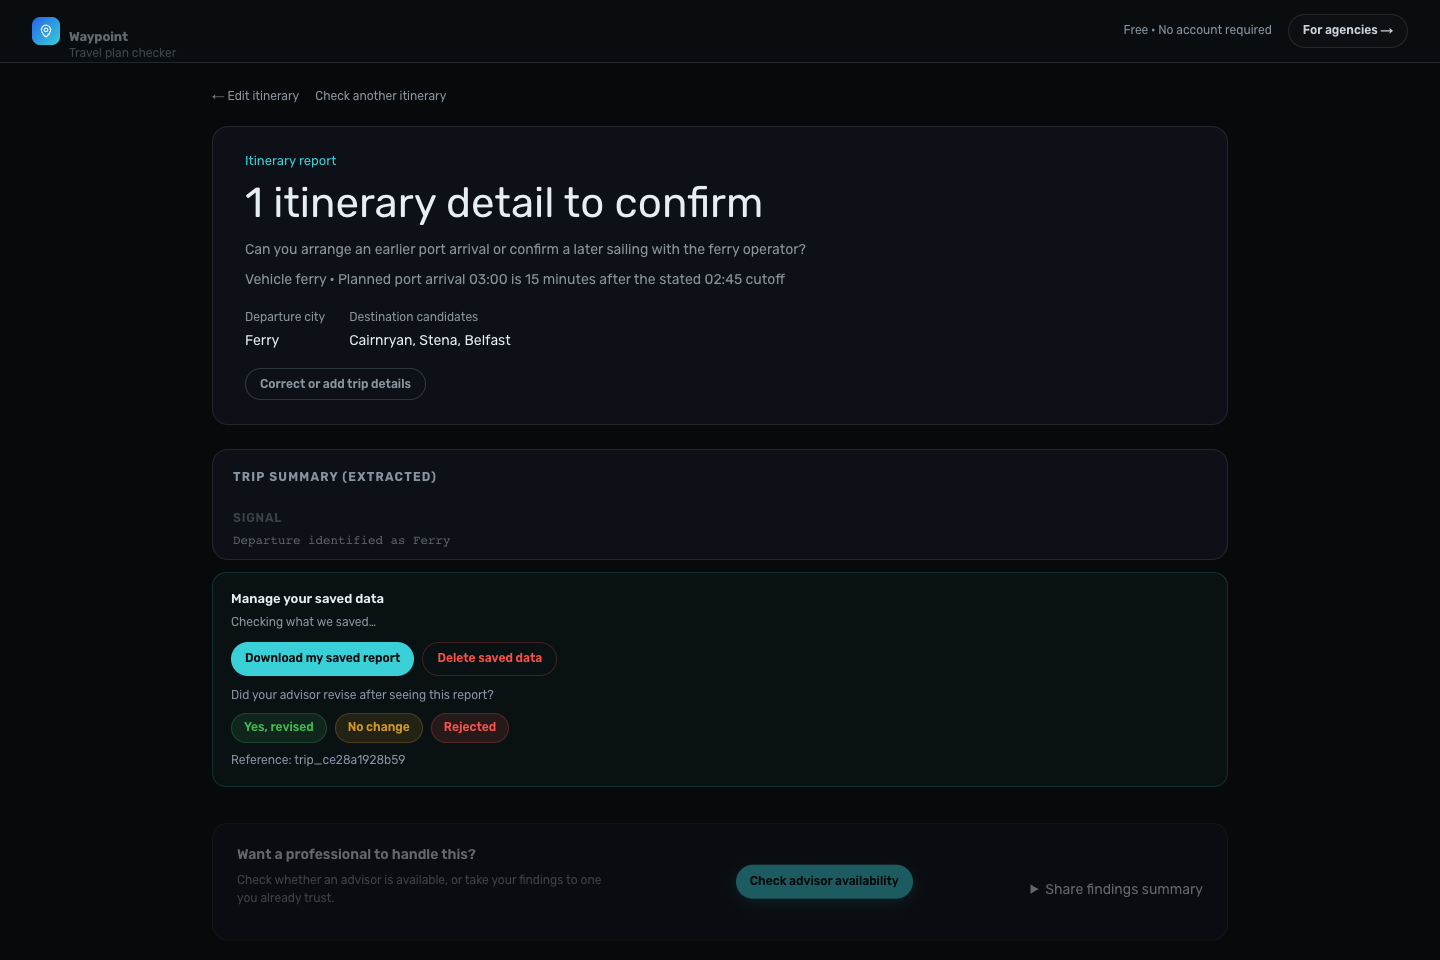 Waypoint
Travel plan checker
Free • No account required
For agencies →
← Edit itinerary
Check another itinerary
Itinerary report
1 itinerary detail to confirm
Can you arrange an earlier port arrival or confirm a later sailing with the ferry operator?
Vehicle ferry • Planned port arrival 03:00 is 15 minutes after the stated 02:45 cutoff
Departure city
Destination candidates
Ferry
Cairnryan, Stena, Belfast
Correct or add trip details
TRIP SUMMARY (EXTRACTED)
SIGNAL
Departure identified as Ferry
Manage your saved data
Checking what we saved…
Download my saved report
Delete saved data
Did your advisor revise after seeing this report?
Yes, revised
No change
Rejected
Reference: trip_ce28a1928b59
Want a professional to handle this?
Check whether an advisor is available, or take your findings to one
you already trust.
Check advisor availability
▶ Share findings summary